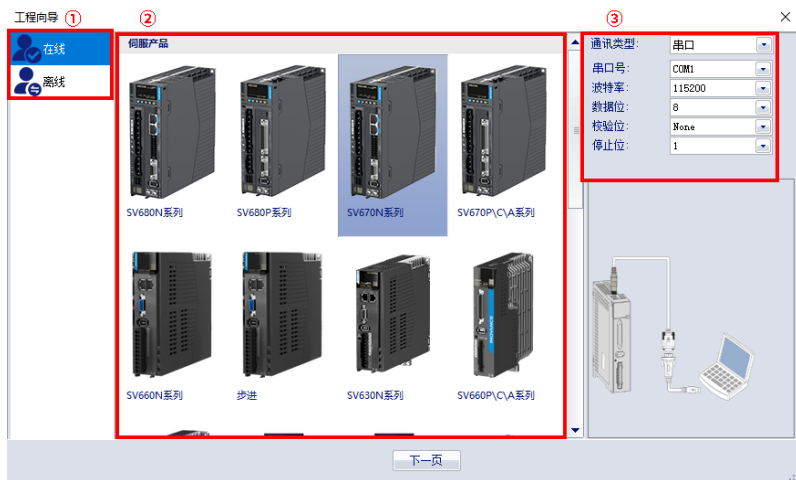 工程向导 ① ② ③
在线
离线
伺服产品
SV680N系列 SV680P系列 SV670N系列 SV670P\C\A系列
SV660N系列 步进 SV630N系列 SV660P\C\A系列
通讯类型: 串口
串口号: COM1
波特率: 115200
数据位: 8
校验位: None
停止位: 1
下一页